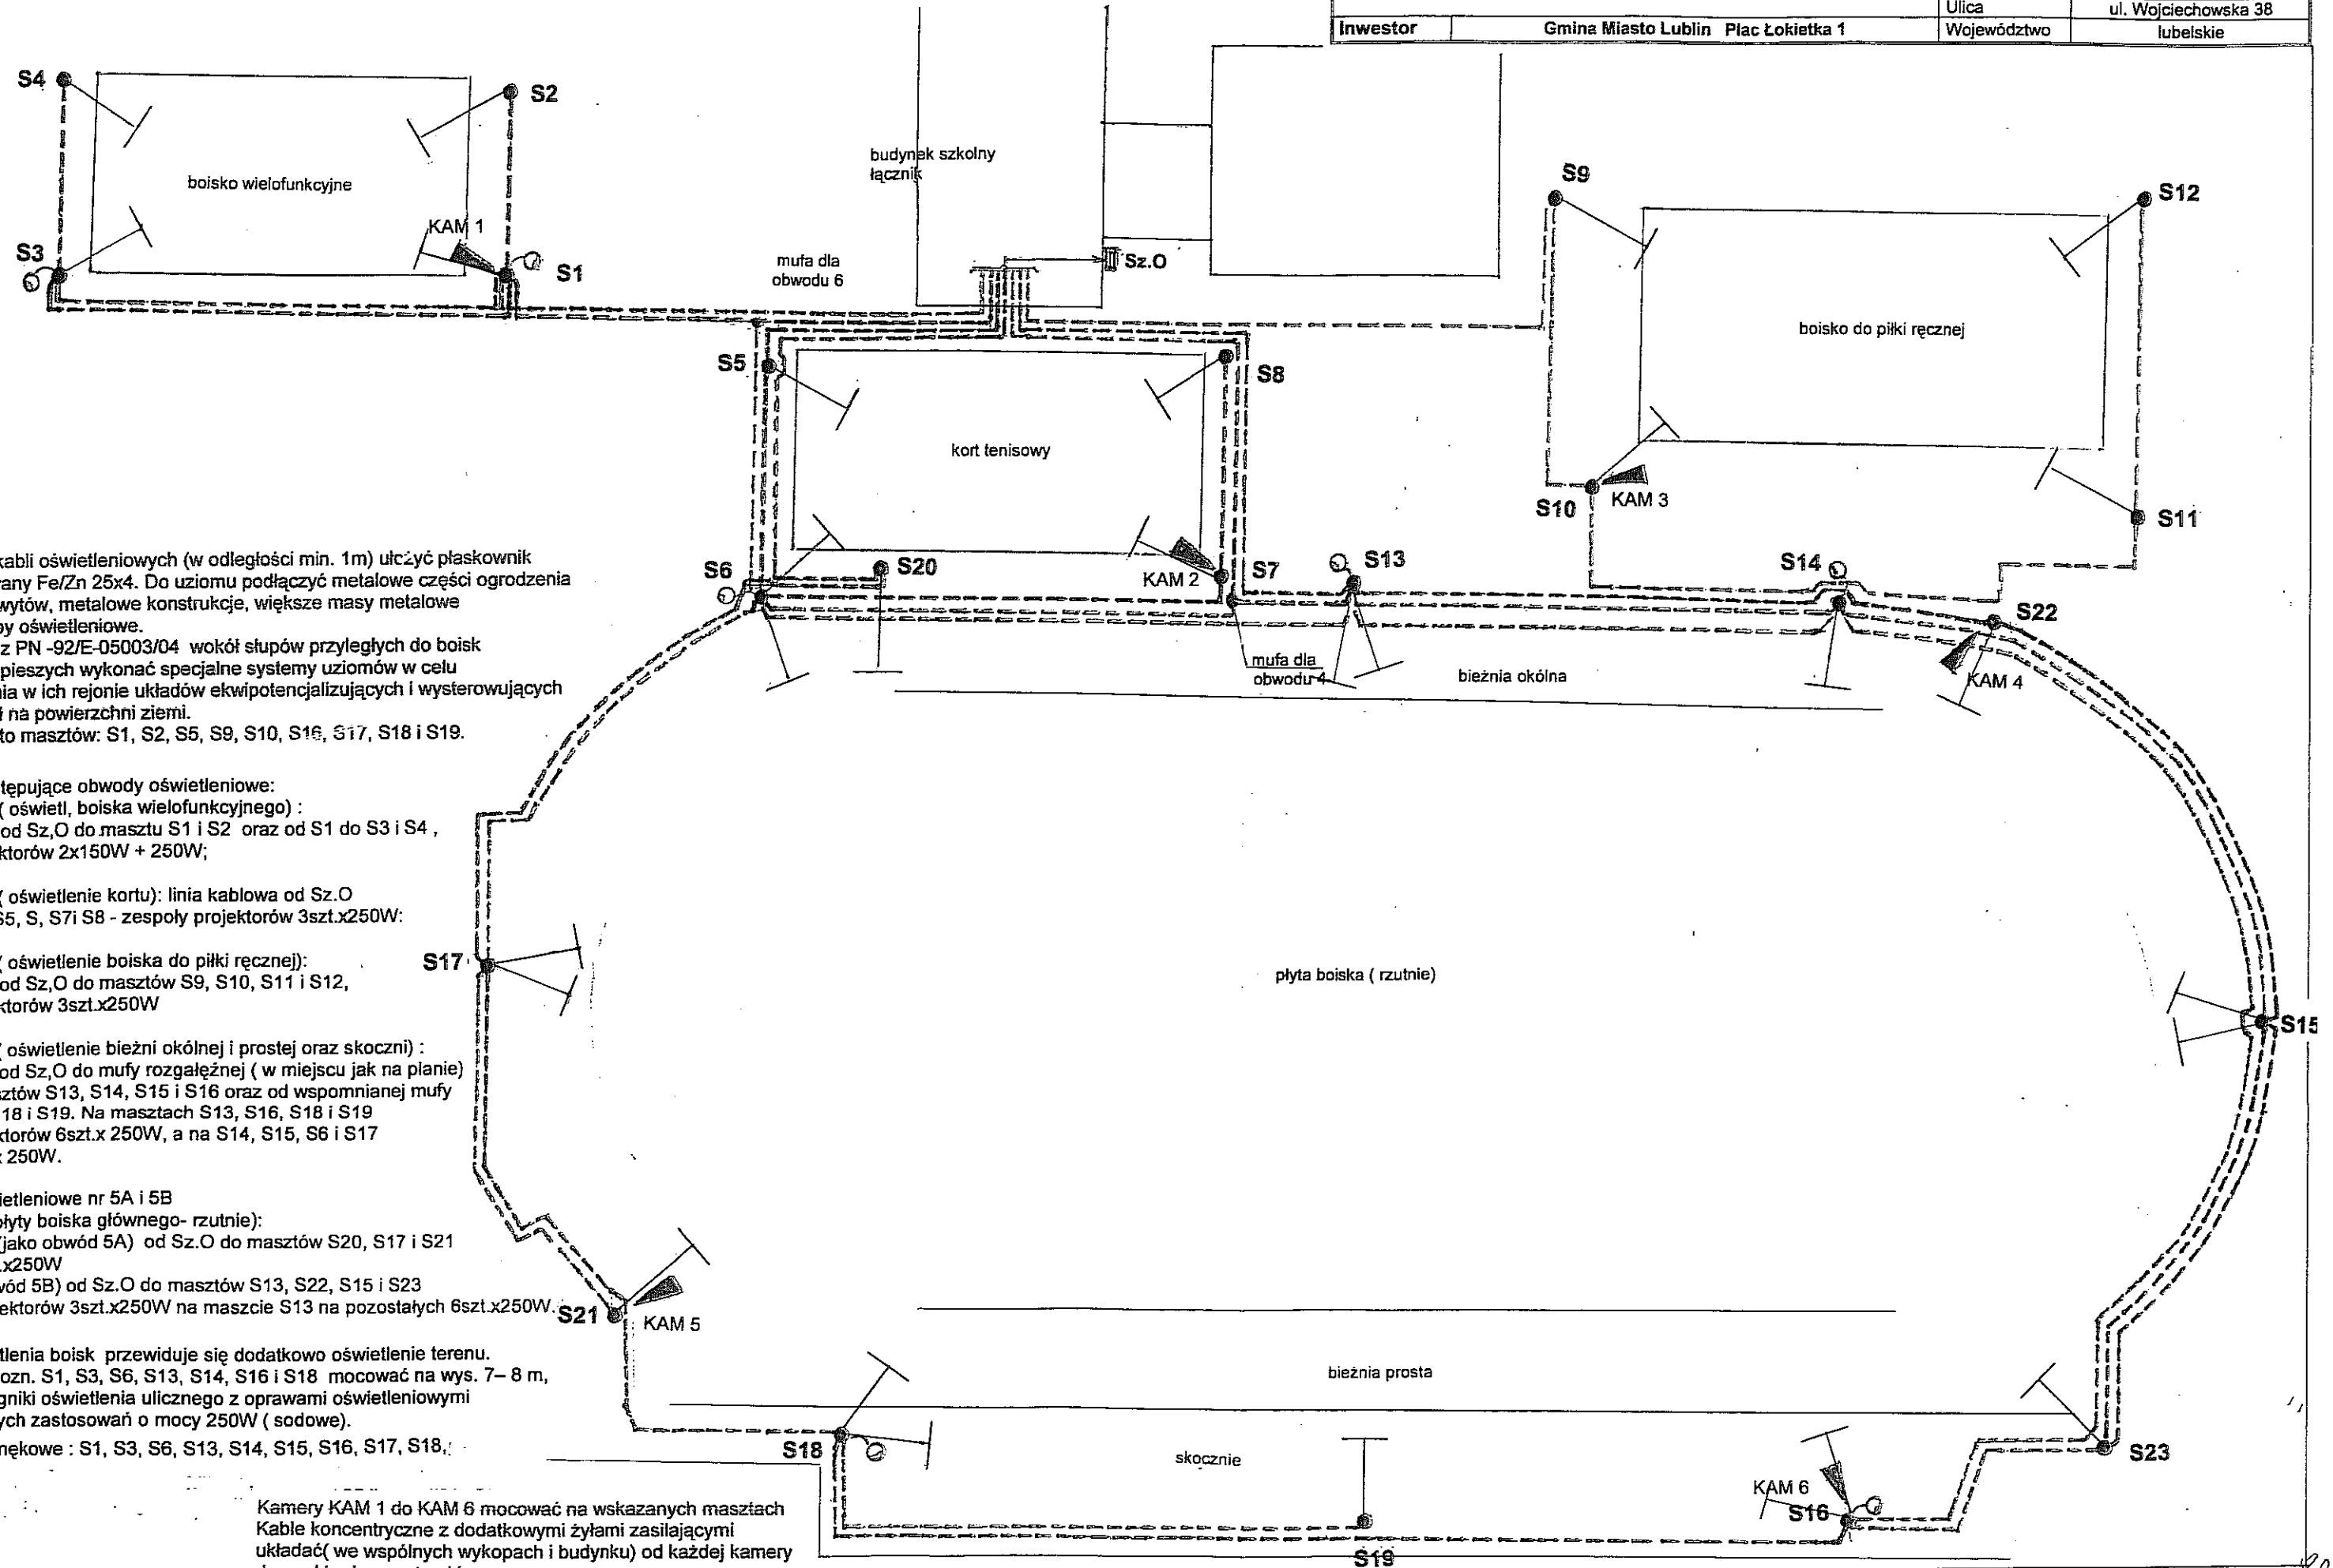 Ulica ul. Wojciechowska 38
Inwestor Gmina Miasto Lublin Plac Łokietka 1 Województwo lubelskie
S4
S2
boisko wielofunkcyjne
KAM 1
S3
S1
budynek szkolny
łącznik
mufa dla
obwodu 6
Sz.O
S9
S12
boisko do piłki ręcznej
S5
S8
kort tenisowy
S10
KAM 3
S11
S6
S20
KAM 2
S7
S13
S14
S22
mufa dla
obwodu 4
bieżnia okólna
KAM 4
kabli oświetleniowych (w odległości min. 1m) ułożyć płaskownik
any Fe/Zn 25x4. Do uziomu podłączyć metalowe części ogrodzenia
wytów, metalowe konstrukcje, większe masy metalowe
by oświetleniowe.
z PN -92/E-05003/04 wokół słupów przyległych do boisk
pieszych wykonać specjalne systemy uziomów w celu
nia w ich rejonie układów ekwipotencjalizujących i wysterowujących
ł na powierzchni ziemi.
to masztów: S1, S2, S5, S9, S10, S16, S17, S18 i S19.
tępujące obwody oświetleniowe:
( oświetl, boiska wielofunkcyjnego) :
od Sz,O do masztu S1 i S2 oraz od S1 do S3 i S4 ,
ktorów 2x150W + 250W;
( oświetlenie kortu): linia kablowa od Sz.O
S5, S, S7i S8 - zespoły projektorów 3szt.x250W:
( oświetlenie boiska do piłki ręcznej):
od Sz,O do masztów S9, S10, S11 i S12,
ktorów 3szt.x250W
( oświetlenie bieżni okólnej i prostej oraz skoczni) :
od Sz,O do mufy rozgałęźnej ( w miejscu jak na planie)
sztów S13, S14, S15 i S16 oraz od wspomnianej mufy
18 i S19. Na masztach S13, S16, S18 i S19
ktorów 6szt.x 250W, a na S14, S15, S6 i S17
x 250W.
ietleniowe nr 5A i 5B
płyty boiska głównego- rzutnie):
(jako obwód 5A) od Sz.O do masztów S20, S17 i S21
.x250W
wód 5B) od Sz.O do masztów S13, S22, S15 i S23
ektorów 3szt.x250W na maszcie S13 na pozostałych 6szt.x250W.
tlenia boisk przewiduje się dodatkowo oświetlenie terenu.
ozn. S1, S3, S6, S13, S14, S16 i S18 mocować na wys. 7– 8 m,
gniki oświetlenia ulicznego z oprawami oświetleniowymi
ych zastosowań o mocy 250W ( sodowe).
nękowe : S1, S3, S6, S13, S14, S15, S16, S17, S18,
S17
płyta boiska ( rzutnie)
S15
S21
KAM 5
bieżnia prosta
S18
skocznie
KAM 6
S16
S23
S19
Kamery KAM 1 do KAM 6 mocować na wskazanych masztach
Kable koncentryczne z dodatkowymi żyłami zasilającymi
układać( we wspólnych wykopach i budynku) od każdej kamery